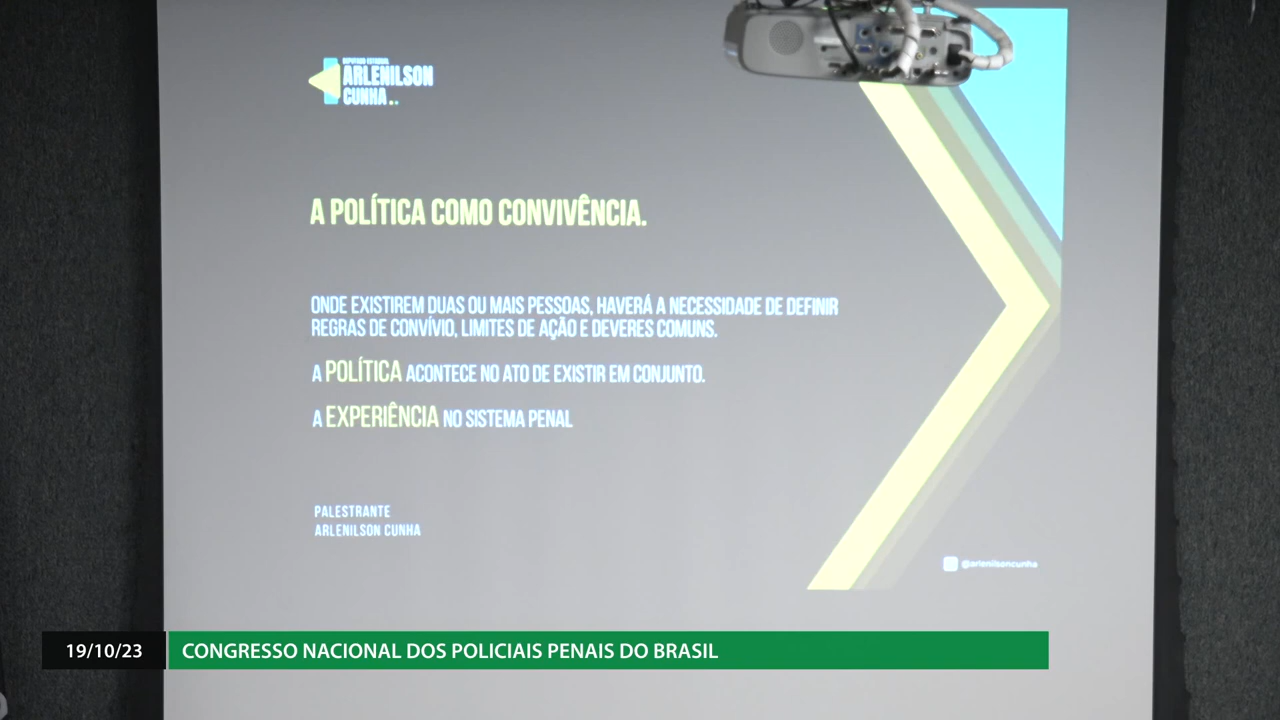 DEPUTADO ESTADUAL
ARLENILSON
CUNHA
A POLÍTICA COMO CONVIVÊNCIA.
ONDE EXISTIREM DUAS OU MAIS PESSOAS, HAVERÁ A NECESSIDADE DE DEFINIR
REGRAS DE CONVÍVIO, LIMITES DE AÇÃO E DEVERES COMUNS.
A POLÍTICA ACONTECE NO ATO DE EXISTIR EM CONJUNTO.
A EXPERIÊNCIA NO SISTEMA PENAL
PALESTRANTE
ARLENILSON CUNHA
@arlenilsoncunha
19/10/23
CONGRESSO NACIONAL DOS POLICIAIS PENAIS DO BRASIL